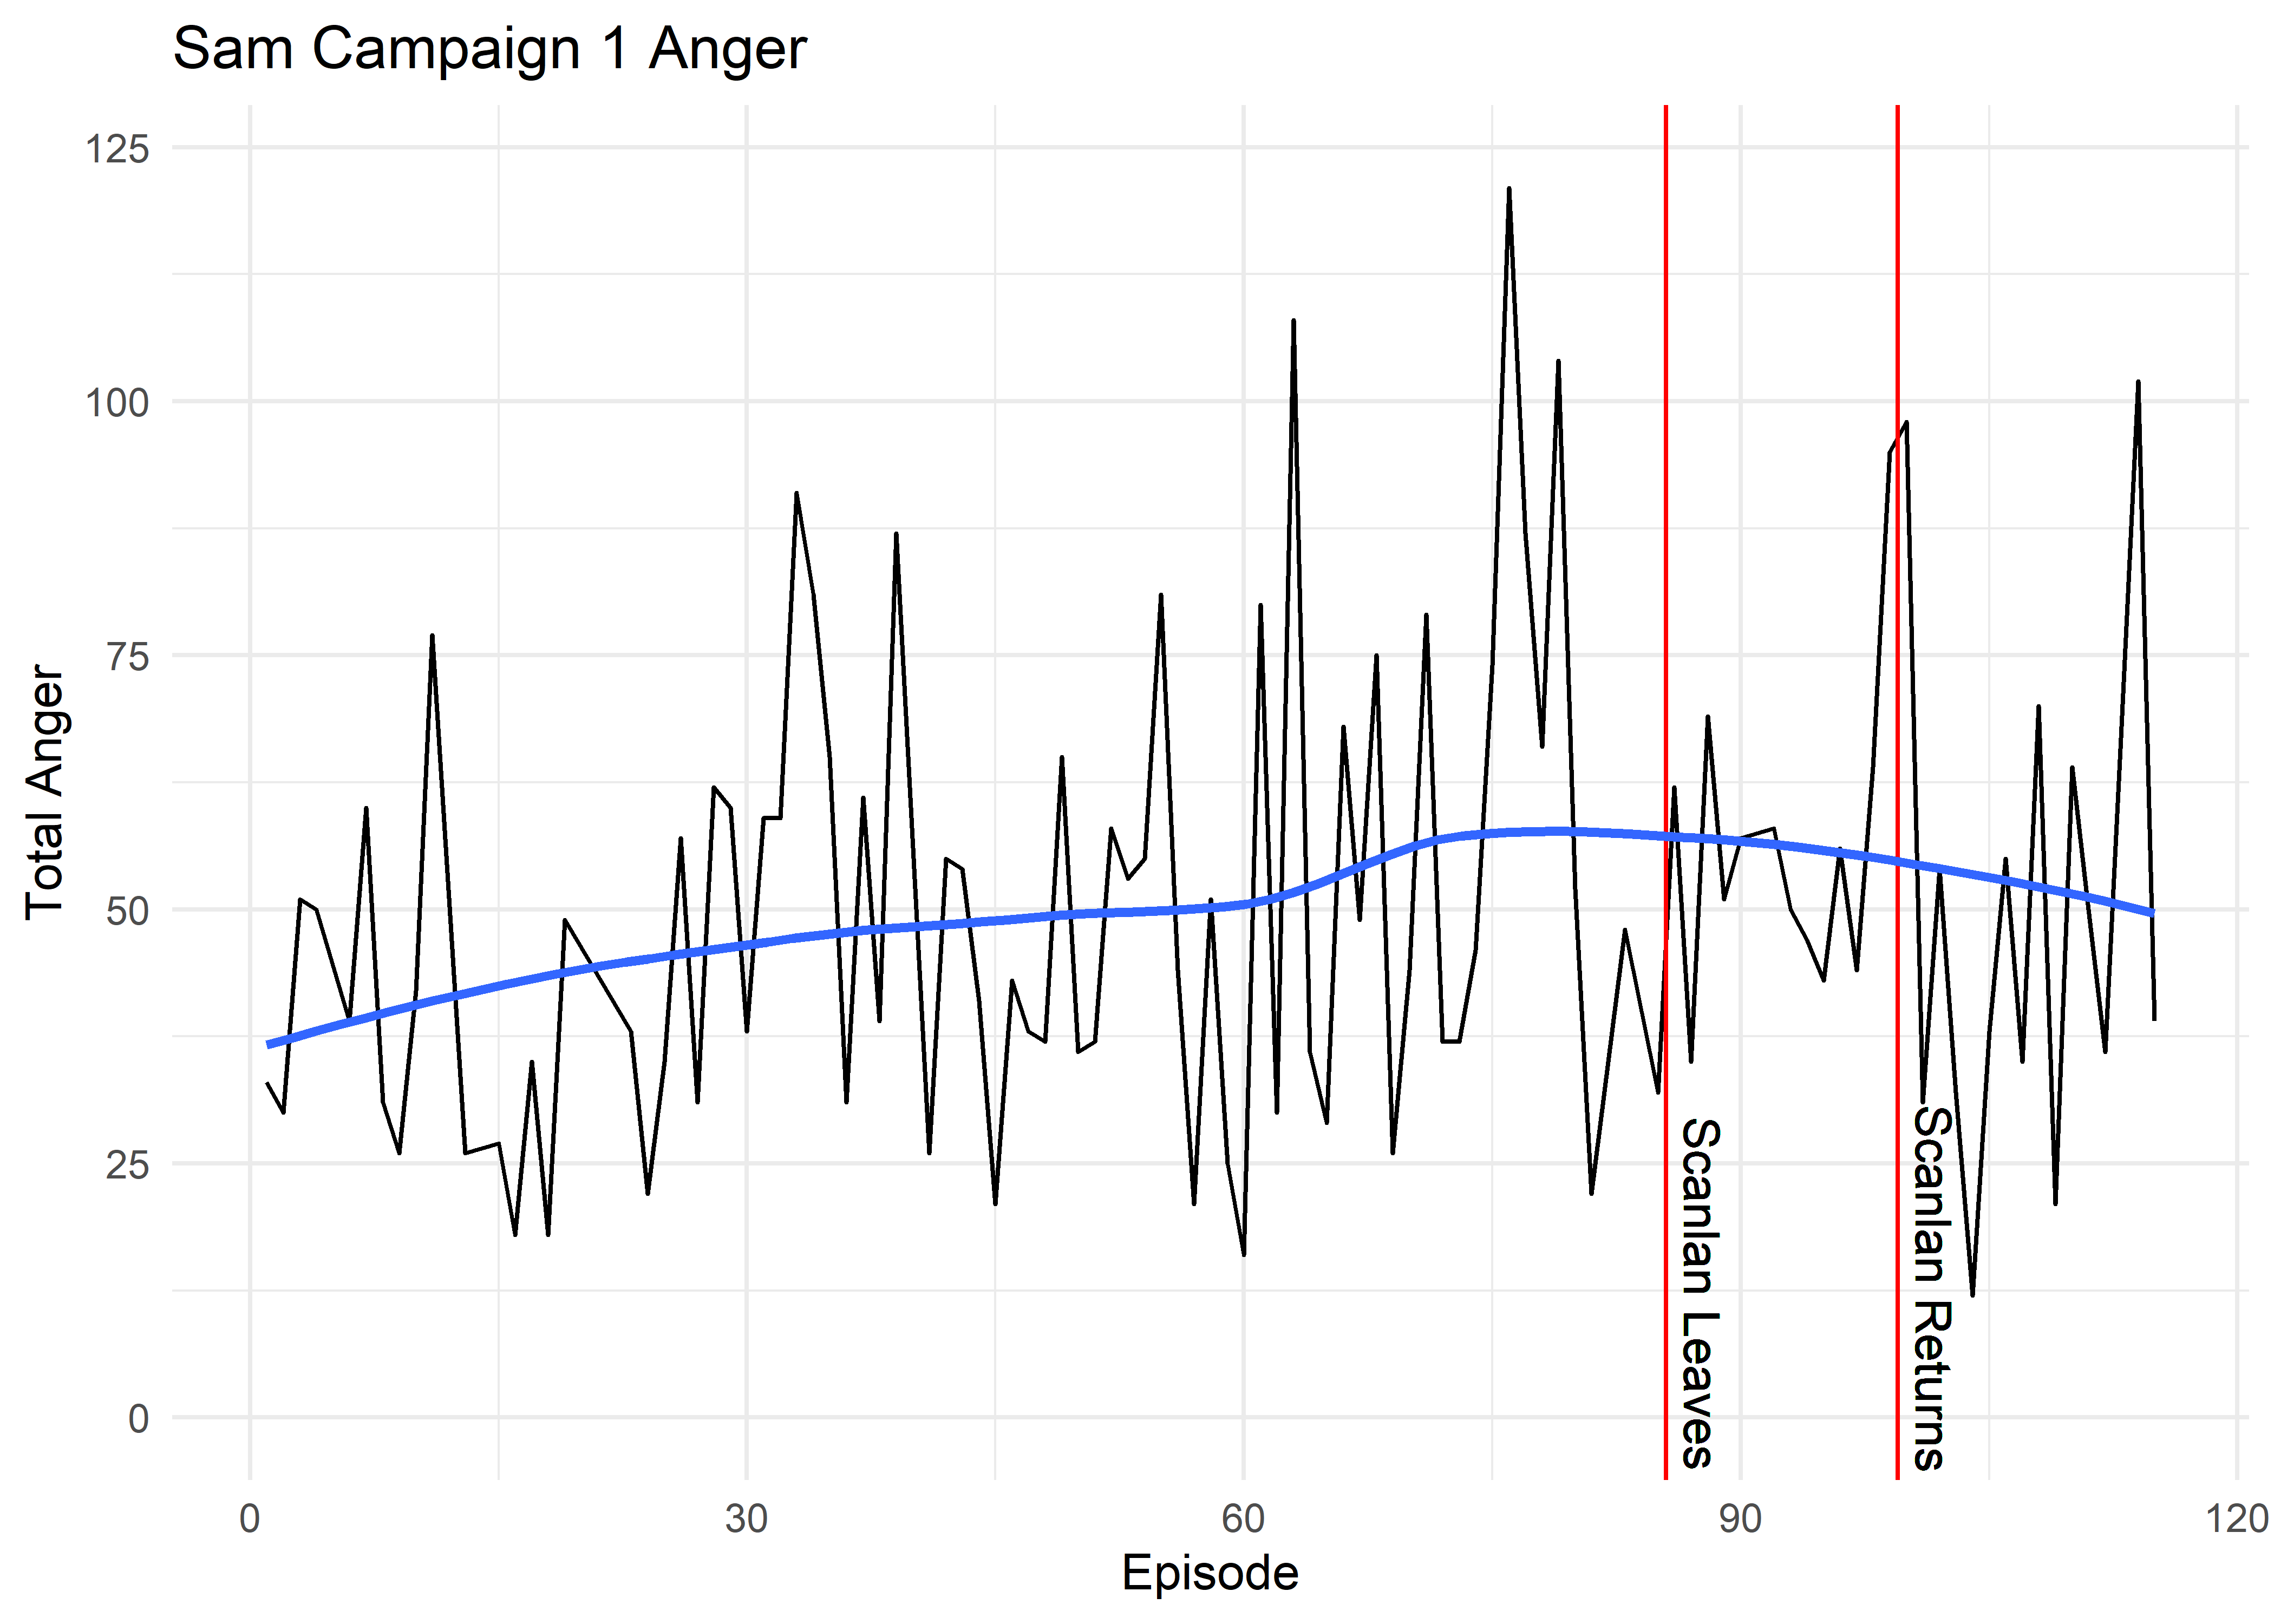 Sam Campaign 1 Anger
125
100
75
50
25
0
Total Anger
Scanlan Leaves
Scanlan Returns
0 30 60 90 120
Episode